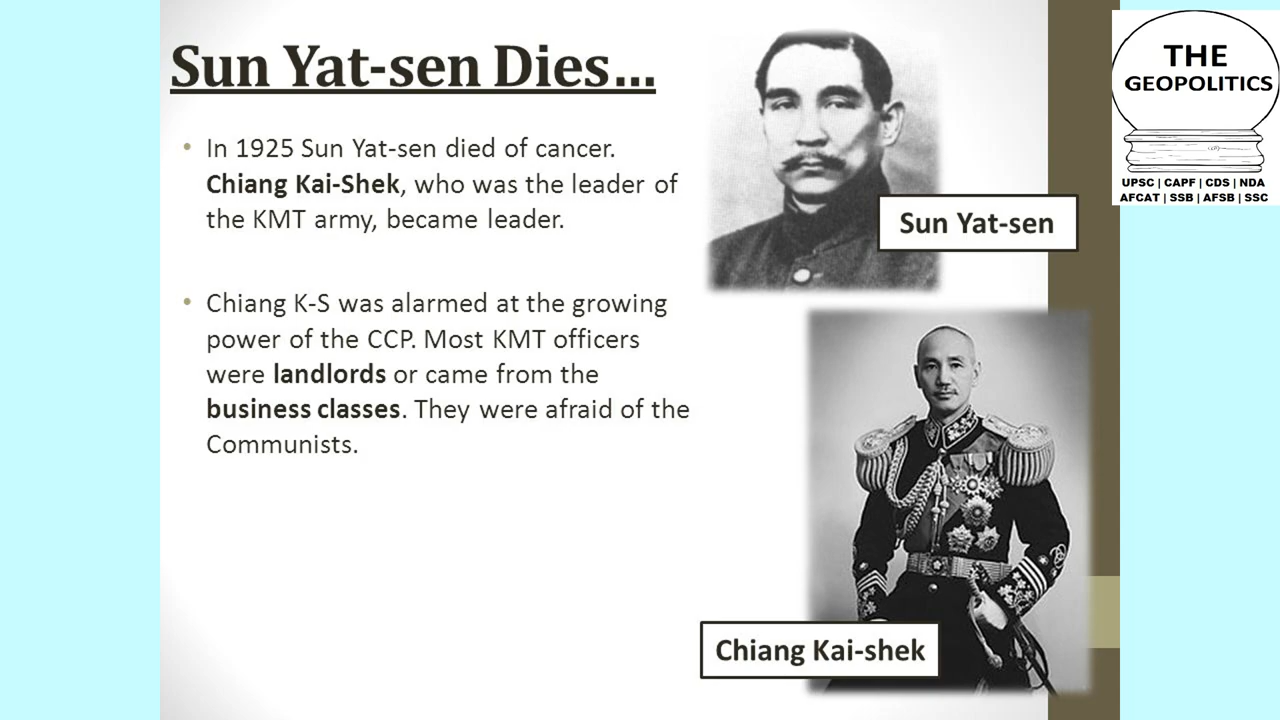 Sun Yat-sen Dies…
• In 1925 Sun Yat-sen died of cancer.
Chiang Kai-Shek, who was the leader of
the KMT army, became leader.
• Chiang K-S was alarmed at the growing
power of the CCP. Most KMT officers
were landlords or came from the
business classes. They were afraid of the
Communists.
Sun Yat-sen
Chiang Kai-shek
THE
GEOPOLITICS
UPSC | CAPF | CDS | NDA
AFCAT | SSB | AFSB | SSC